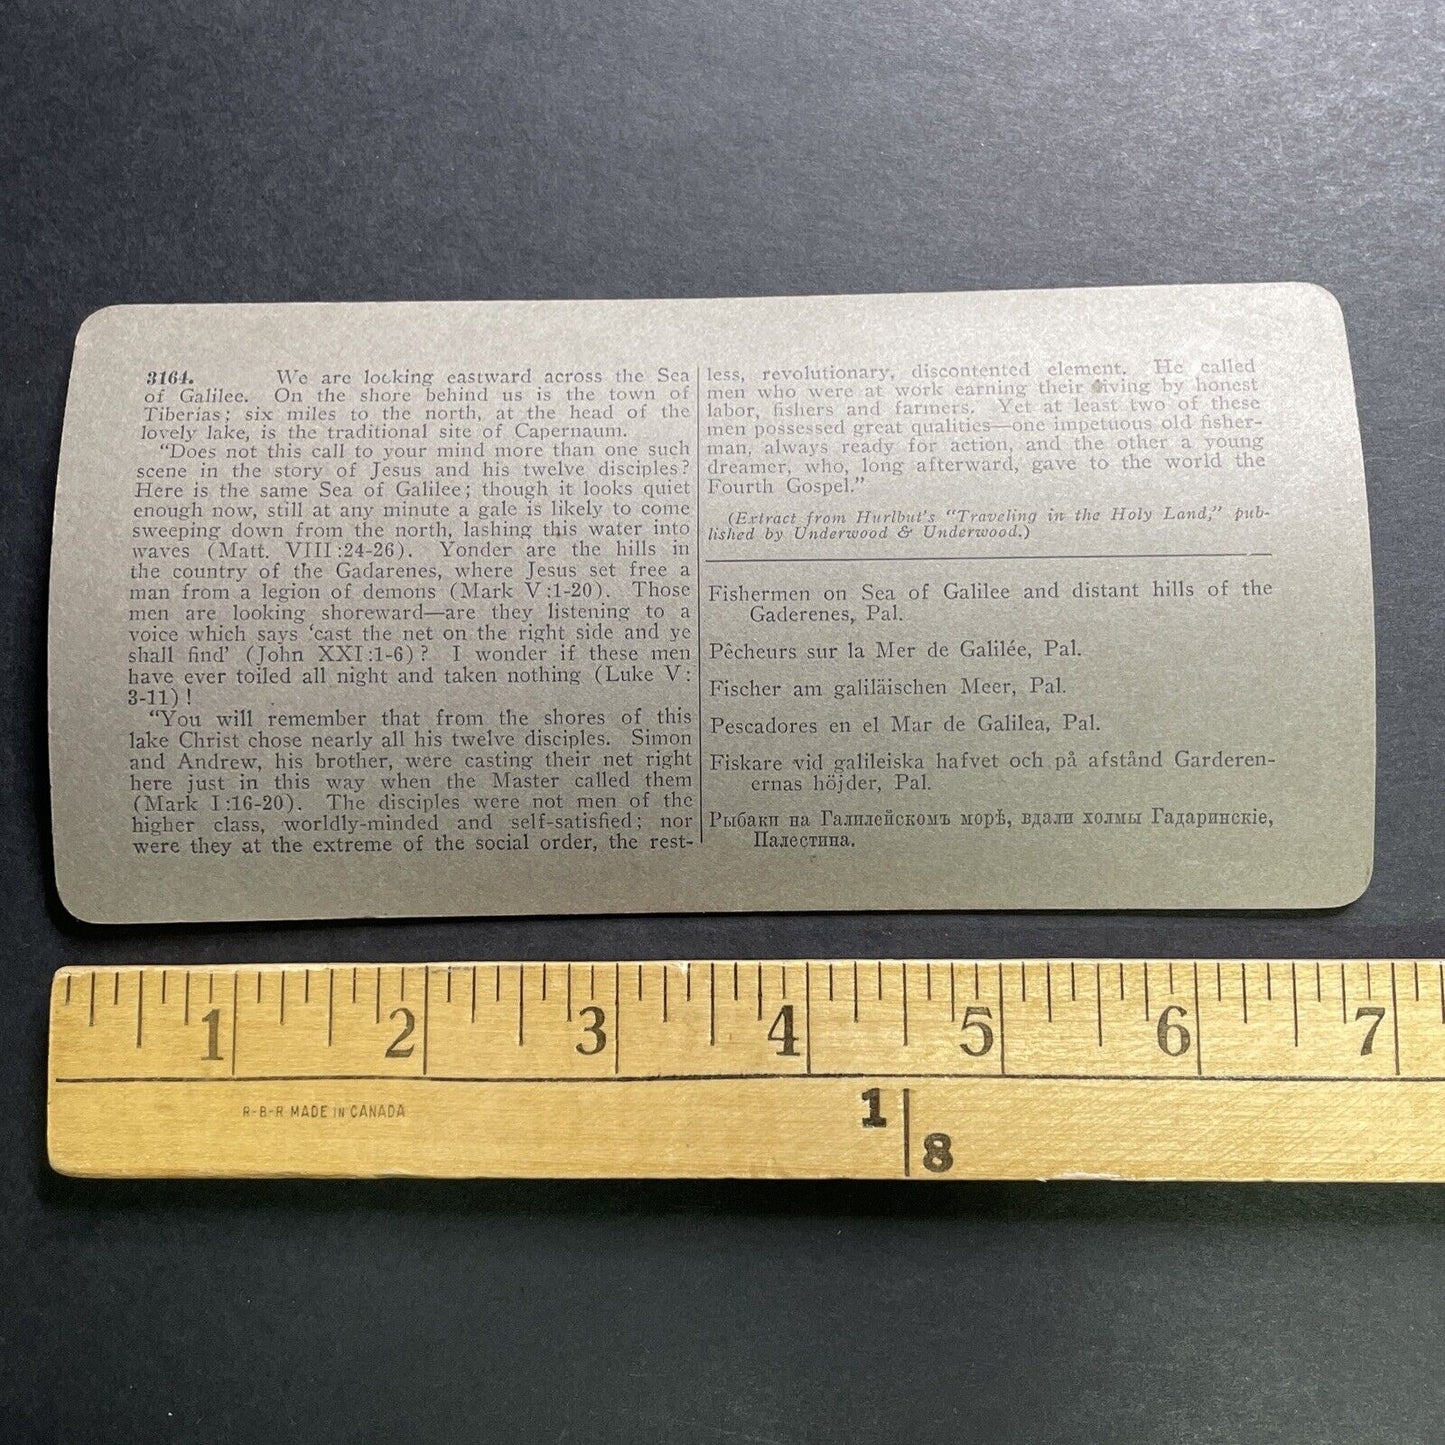 3164. We are looking eastward across the Sea
of Galilee. On the shore behind us is the town of
Tiberias; six miles to the north, at the head of the
lovely lake, is the traditional site of Capernaum.
"Does not this call to your mind more than one such
scene in the story of Jesus and his twelve disciples?
Here is the same Sea of Galilee; though it looks quiet
enough now, still at any minute a gale is likely to come
sweeping down from the north, lashing this water into
waves (Matt. VIII:24-26). Yonder are the hills in
the country of the Gadarenes, where Jesus set free a
man from a legion of demons (Mark V:1-20). Those
men are looking shoreward—are they listening to a
voice which says 'cast the net on the right side and ye
shall find' (John XXI:1-6)? I wonder if these men
have ever toiled all night and taken nothing (Luke V:
3-11)!
"You will remember that from the shores of this
lake Christ chose nearly all his twelve disciples. Simon
and Andrew, his brother, were casting their net right
here just in this way when the Master called them
(Mark I:16-20). The disciples were not men of the
higher class, worldly-minded and self-satisfied; nor
were they at the extreme of the social order, the rest-
less, revolutionary, discontented element. He called
men who were at work earning their living by honest
labor, fishers and farmers. Yet at least two of these
men possessed great qualities—one impetuous old fisher-
man, always ready for action, and the other a young
dreamer, who, long afterward, gave to the world the
Fourth Gospel."
(Extract from Hurlbut's "Traveling in the Holy Land," pub-
lished by Underwood & Underwood.)
Fishermen on Sea of Galilee and distant hills of the
Gaderenes, Pal.
Pêcheurs sur la Mer de Galilée, Pal.
Fischer am galiläischen Meer, Pal.
Pescadores en el Mar de Galilea, Pal.
Fiskare vid galileiska hafvet och på afstånd Garderen-
ernas höjder, Pal.
Рыбаки на Галилейскомъ морѣ, вдали холмы Гадаринскіе,
Палестина.
1 2 3 4 5 6 7
R-B-R MADE IN CANADA
1 8